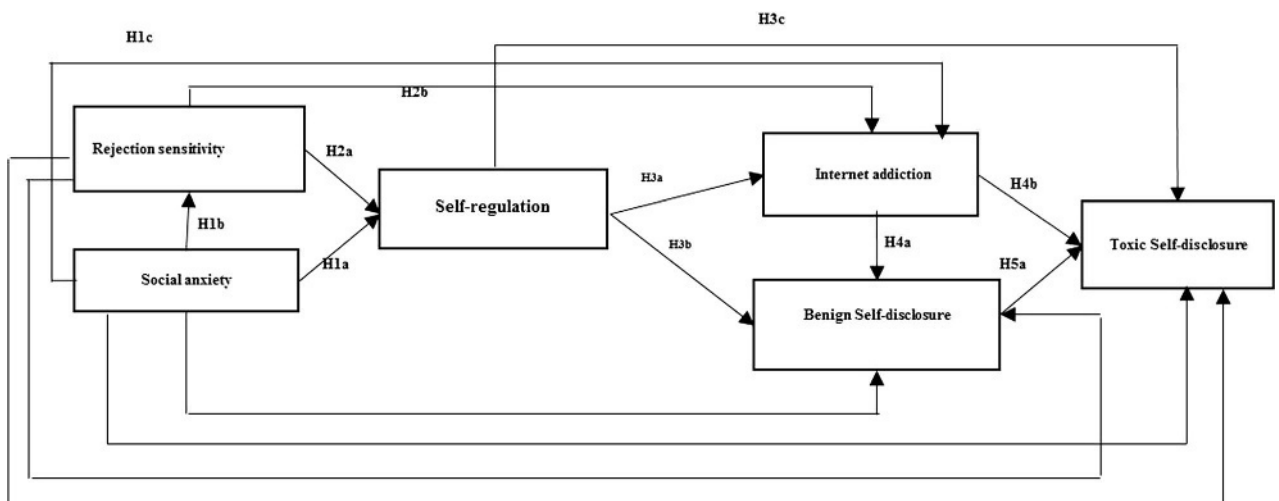 H3c
H1c
H2b
Rejection sensitivity
H2a
H3a
Internet addiction
H4b
Self-regulation
H1b
H3b
H4a
Toxic Self-disclosure
H1a
H5a
Social anxiety
Benign Self-disclosure